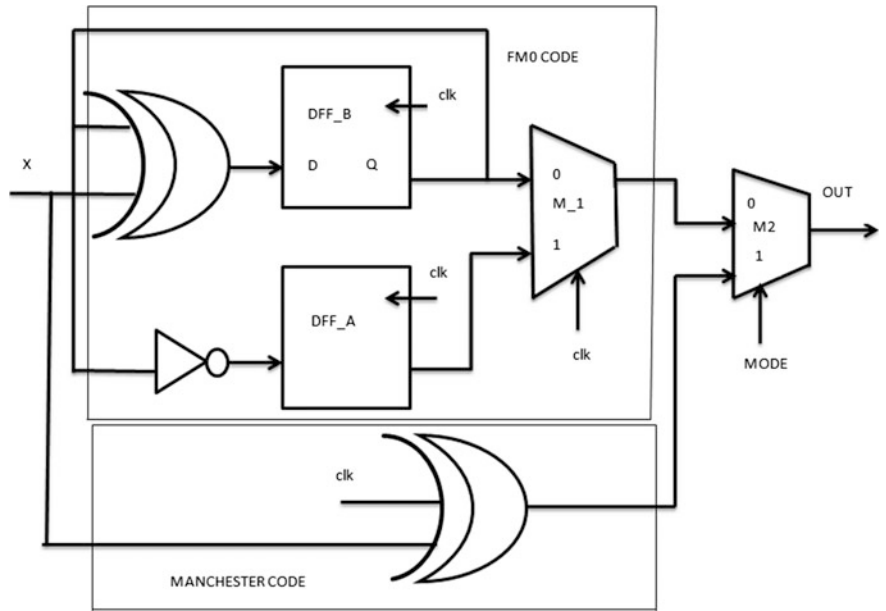 FM0 CODE
clk
DFF_B
X
D
Q
0
M_1
1
OUT
0
M2
1
clk
DFF_A
clk
MODE
clk
MANCHESTER CODE